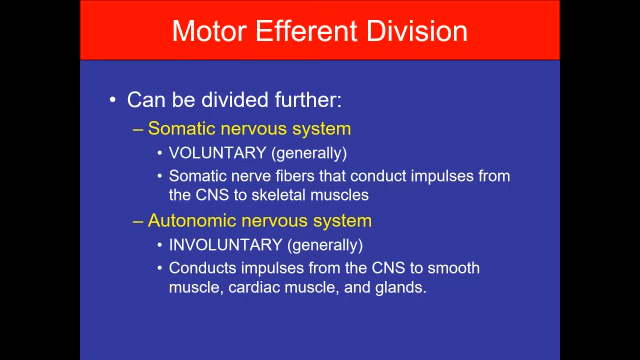 Motor Efferent Division
• Can be divided further:
– Somatic nervous system
• VOLUNTARY (generally)
• Somatic nerve fibers that conduct impulses from
the CNS to skeletal muscles
– Autonomic nervous system
• INVOLUNTARY (generally)
• Conducts impulses from the CNS to smooth
muscle, cardiac muscle, and glands.